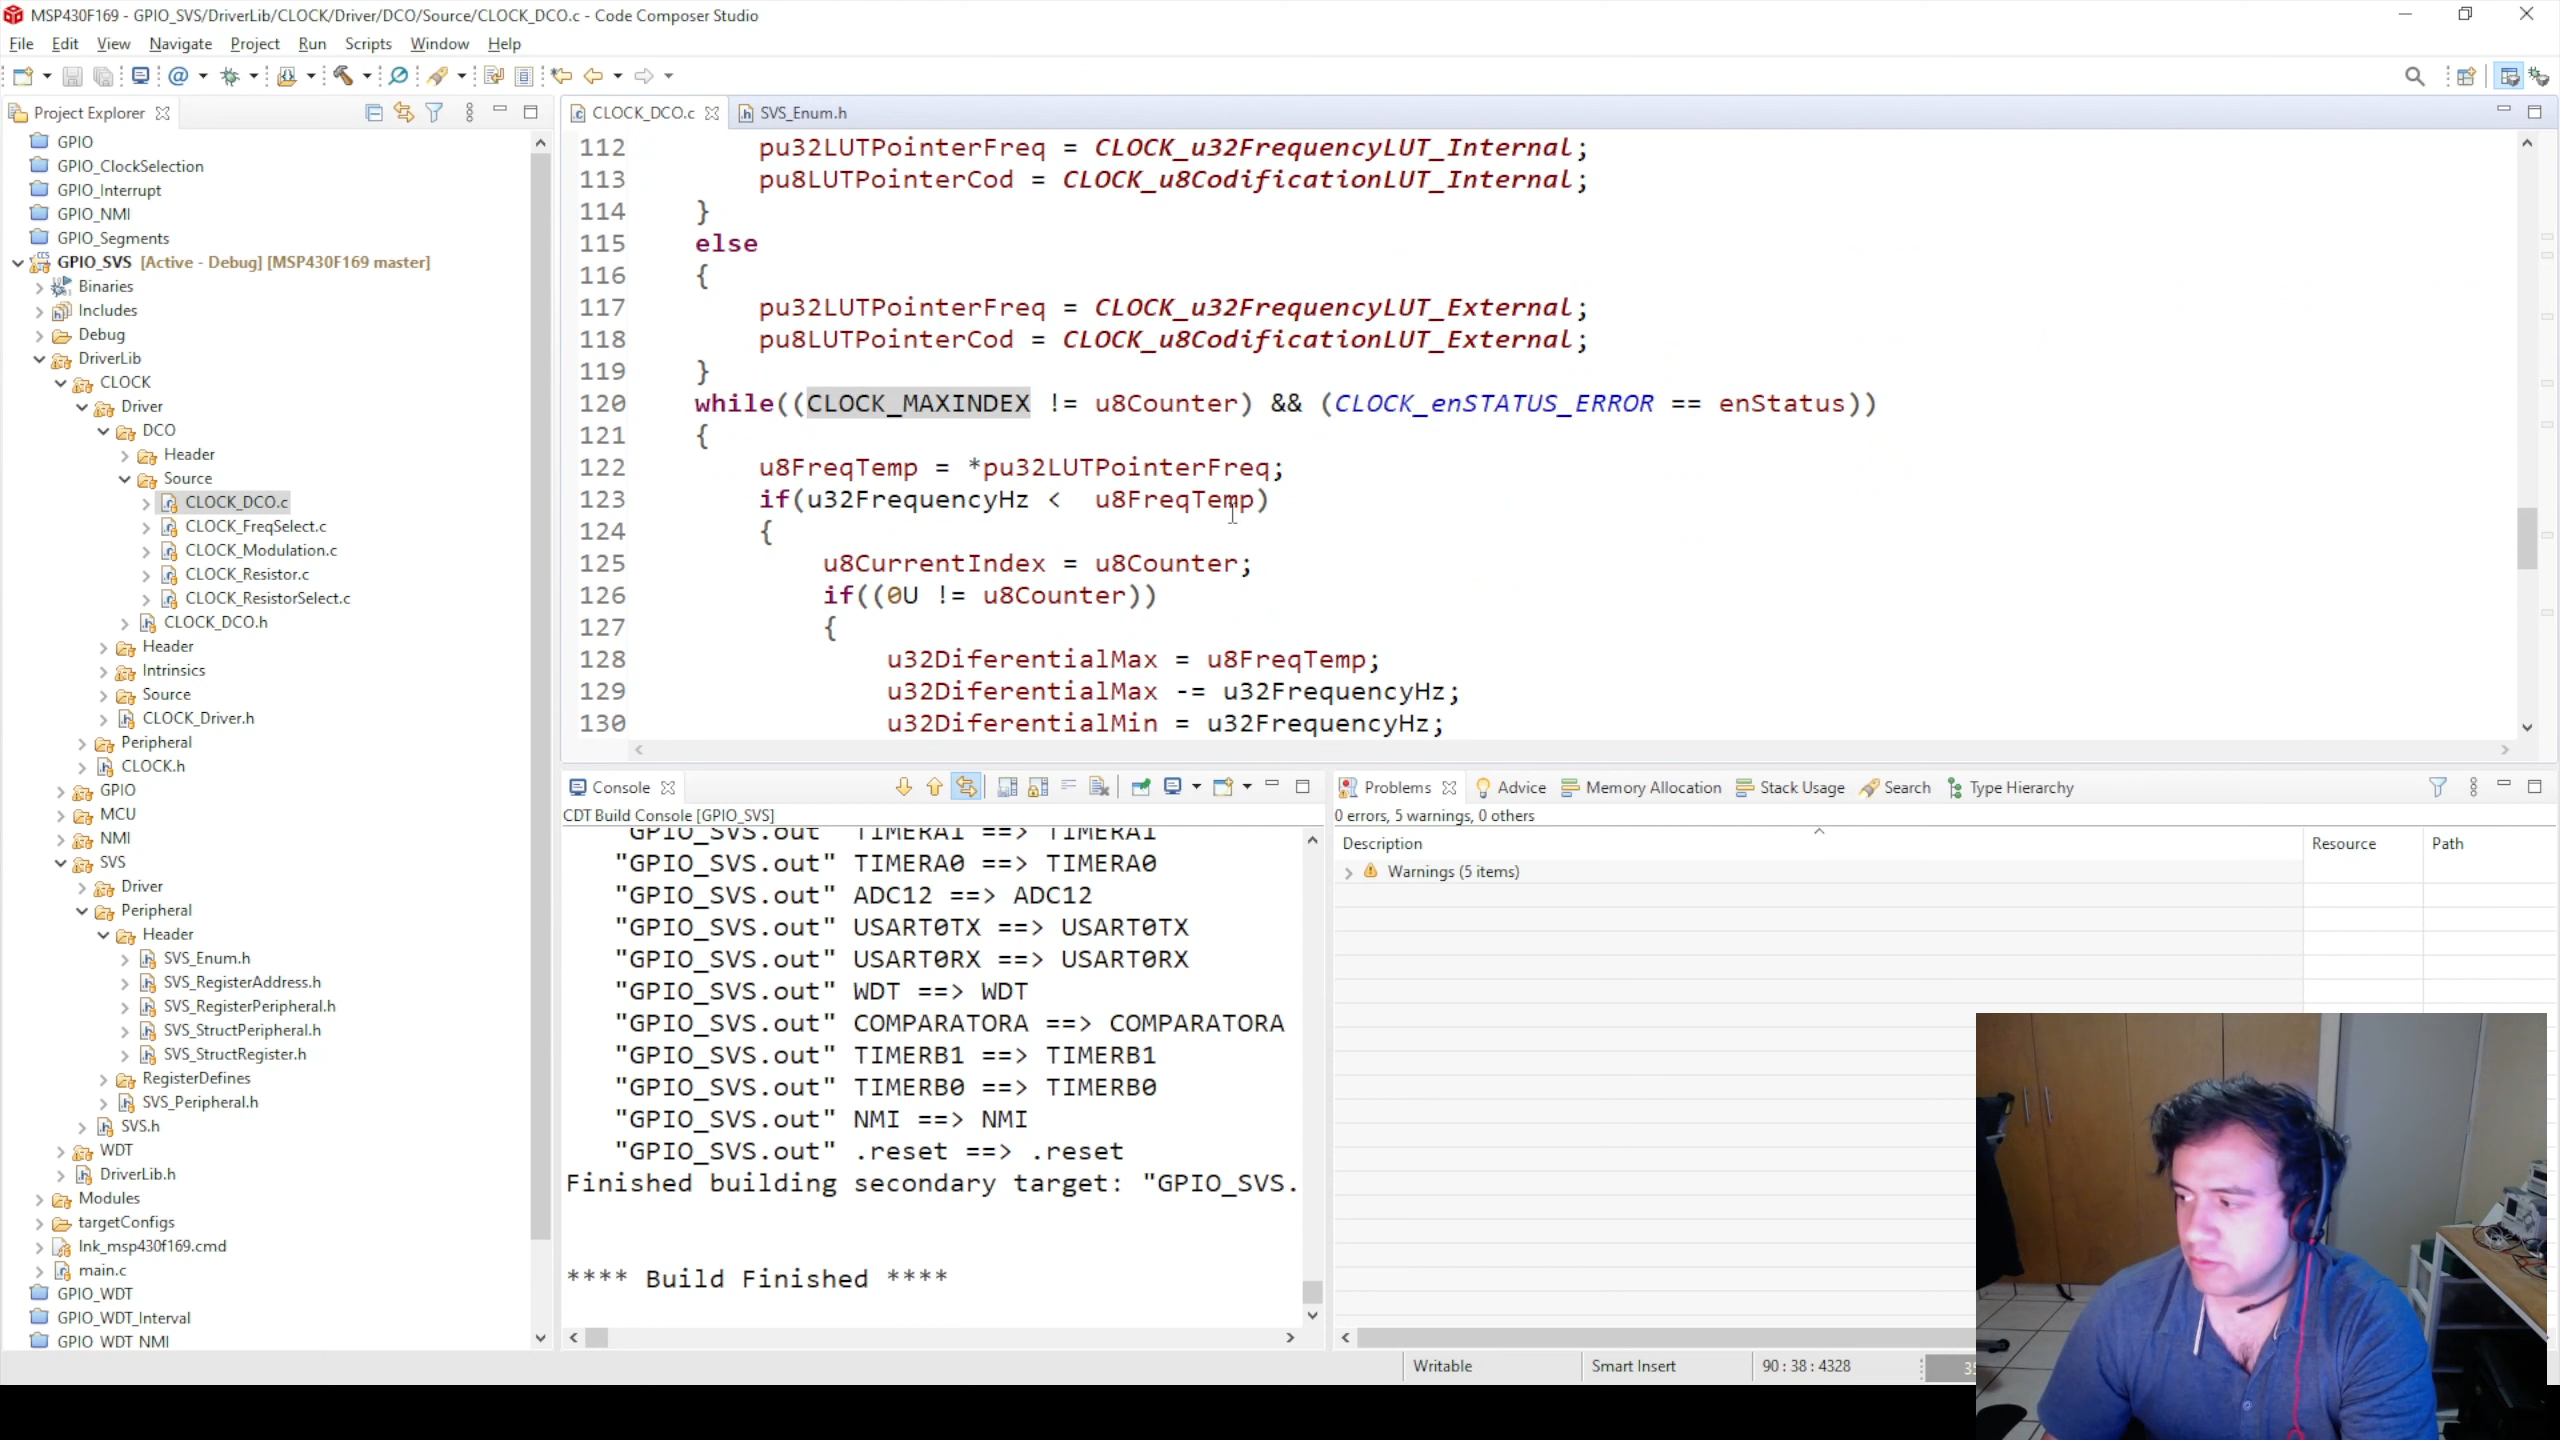 MSP430F169 - GPIO_SVS/DriverLib/CLOCK/Driver/DCO/Source/CLOCK_DCO.c - Code Composer Studio
File Edit View Navigate Project Run Scripts Window Help
Project Explorer
GPIO
GPIO_ClockSelection
GPIO_Interrupt
GPIO_NMI
GPIO_Segments
GPIO_SVS [Active - Debug] [MSP430F169 master]
Binaries
Includes
Debug
DriverLib
CLOCK
Driver
DCO
Header
Source
CLOCK_DCO.c
CLOCK_FreqSelect.c
CLOCK_Modulation.c
CLOCK_Resistor.c
CLOCK_ResistorSelect.c
CLOCK_DCO.h
Header
Intrinsics
Source
CLOCK_Driver.h
Peripheral
CLOCK.h
GPIO
MCU
NMI
SVS
Driver
Peripheral
Header
SVS_Enum.h
SVS_RegisterAddress.h
SVS_RegisterPeripheral.h
SVS_StructPeripheral.h
SVS_StructRegister.h
RegisterDefines
SVS_Peripheral.h
SVS.h
WDT
DriverLib.h
Modules
targetConfigs
lnk_msp430f169.cmd
main.c
GPIO_WDT
GPIO_WDT_Interval
GPIO_WDT_NMI
CLOCK_DCO.c SVS_Enum.h
112 pu32LUTPointerFreq = CLOCK_u32FrequencyLUT_Internal;
113 pu8LUTPointerCod = CLOCK_u8CodificationLUT_Internal;
114 }
115 else
116 {
117 pu32LUTPointerFreq = CLOCK_u32FrequencyLUT_External;
118 pu8LUTPointerCod = CLOCK_u8CodificationLUT_External;
119 }
120 while((CLOCK_MAXINDEX != u8Counter) && (CLOCK_enSTATUS_ERROR == enStatus))
121 {
122 u8FreqTemp = *pu32LUTPointerFreq;
123 if(u32FrequencyHz < u8FreqTemp)
124 {
125 u8CurrentIndex = u8Counter;
126 if((0U != u8Counter))
127 {
128 u32DiferentialMax = u8FreqTemp;
129 u32DiferentialMax -= u32FrequencyHz;
130 u32DiferentialMin = u32FrequencyHz;
Console
CDT Build Console [GPIO_SVS]
"GPIO_SVS.out" TIMERA1 ==> TIMERA1
"GPIO_SVS.out" TIMERA0 ==> TIMERA0
"GPIO_SVS.out" ADC12 ==> ADC12
"GPIO_SVS.out" USART0TX ==> USART0TX
"GPIO_SVS.out" USART0RX ==> USART0RX
"GPIO_SVS.out" WDT ==> WDT
"GPIO_SVS.out" COMPARATORA ==> COMPARATORA
"GPIO_SVS.out" TIMERB1 ==> TIMERB1
"GPIO_SVS.out" TIMERB0 ==> TIMERB0
"GPIO_SVS.out" NMI ==> NMI
"GPIO_SVS.out" .reset ==> .reset
Finished building secondary target: "GPIO_SVS.
**** Build Finished ****
Problems Advice Memory Allocation Stack Usage Search Type Hierarchy
0 errors, 5 warnings, 0 others
Description Resource Path
Warnings (5 items)
Writable Smart Insert 90 : 38 : 4328